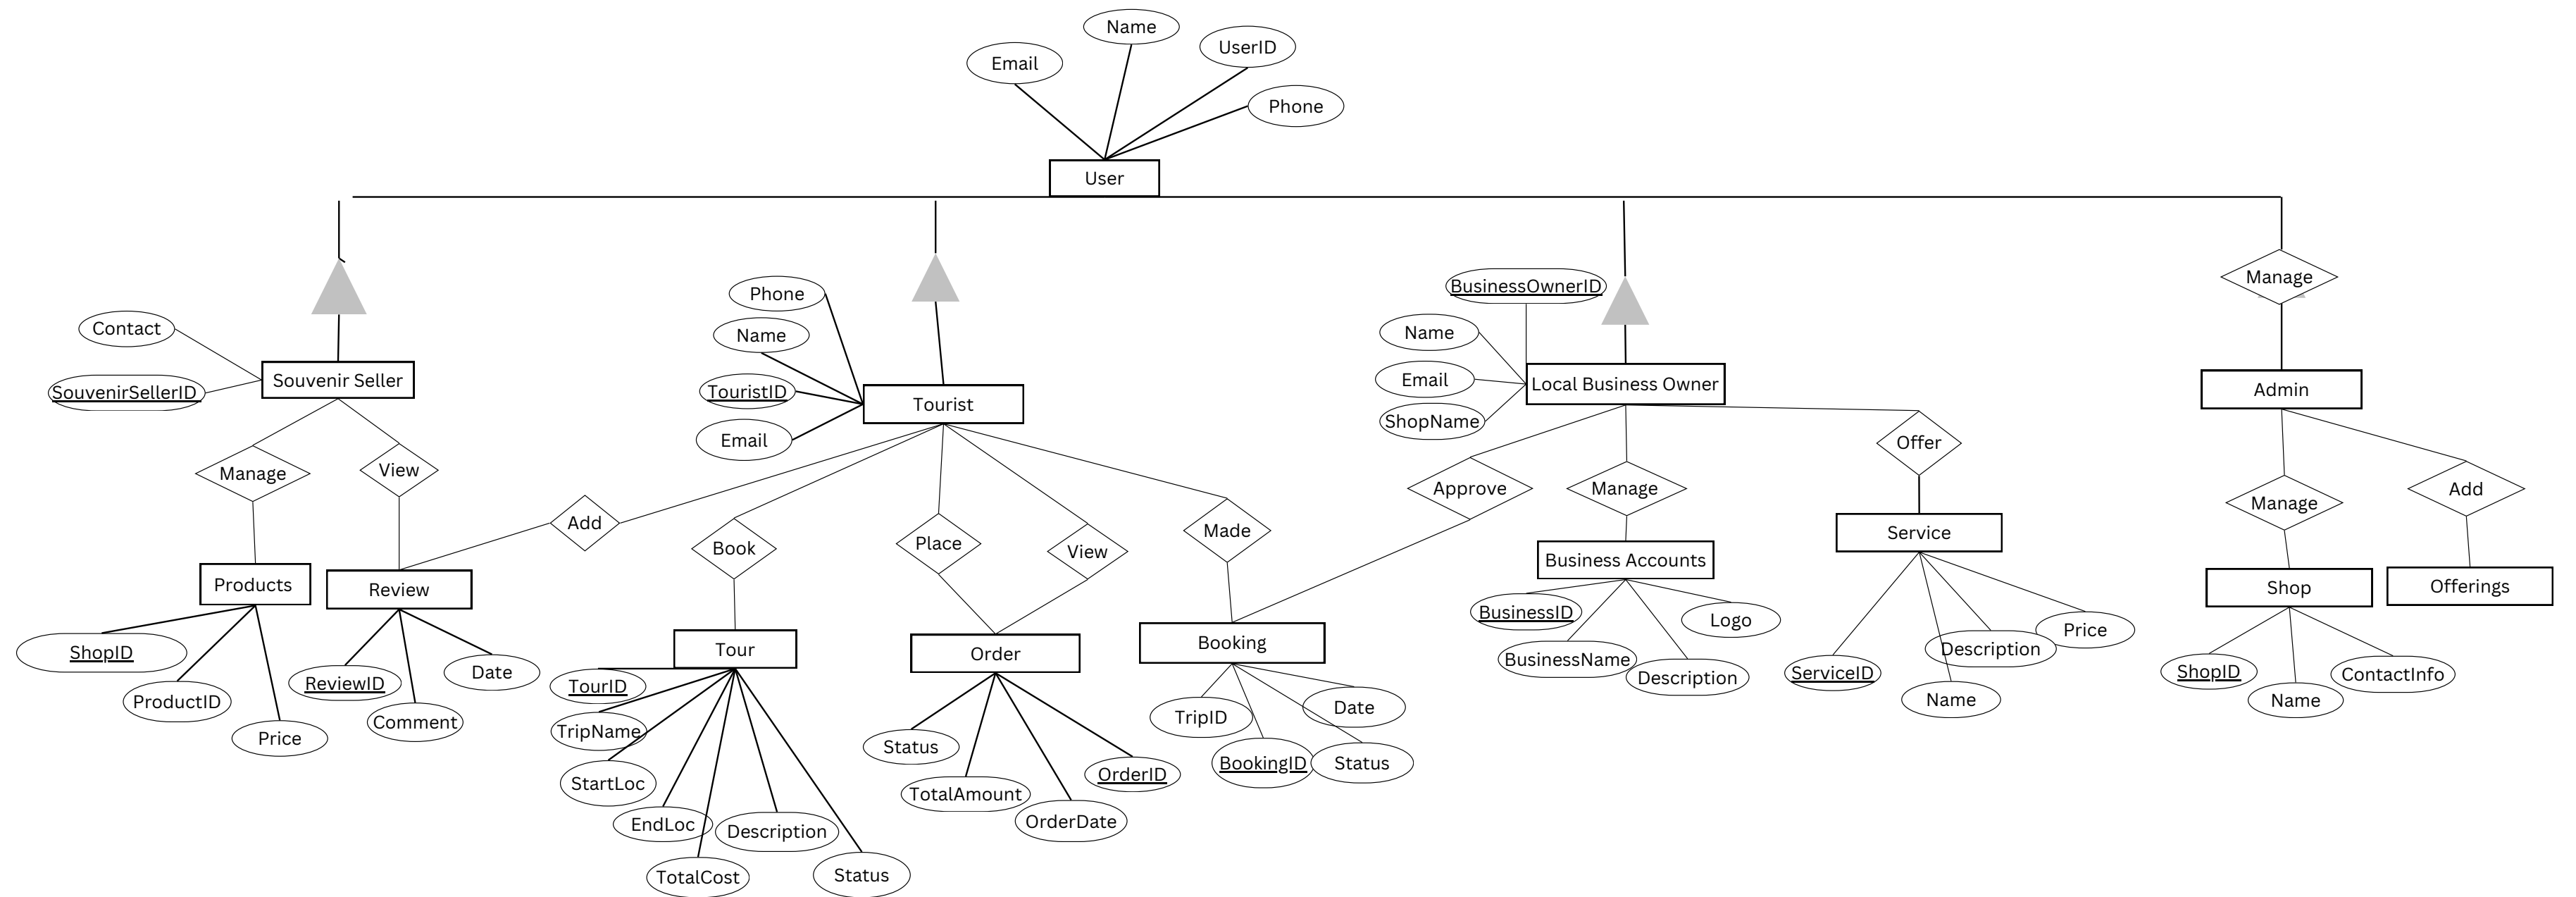 Name
UserID
Email
Phone
User
Manage
BusinessOwnerID
Phone
Contact
Name
Name
Souvenir Seller
Email
Local Business Owner
Admin
SouvenirSellerID
TouristID
Tourist
ShopName
Email
Offer
Manage
View
Approve
Manage
Manage
Add
Add
Book
Place
View
Made
Service
Business Accounts
Products
Review
Shop
Offerings
BusinessID
Logo
Price
Booking
Tour
Order
ShopID
Description
BusinessName
Date
ReviewID
TourID
ServiceID
ShopID
ContactInfo
Description
ProductID
Name
Name
Comment
TripName
TripID
Date
Price
Status
OrderID
BookingID
Status
StartLoc
TotalAmount
EndLoc
Description
OrderDate
TotalCost
Status